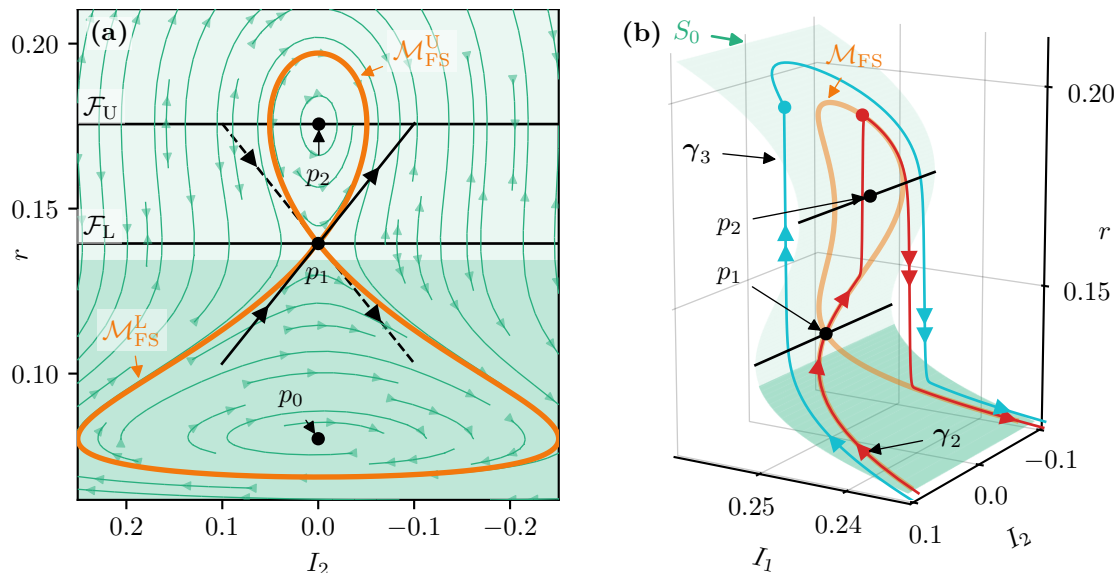 (a)
0.20
0.15
0.10
r
F_U
F_L
M_FS^U
M_FS^L
p_2
p_1
p_0
0.2
0.1
0.0
−0.1
−0.2
I_2
(b)
S_0
M_FS
γ_3
p_2
p_1
γ_2
0.20
r
0.15
0.25
0.24
I_1
0.1
0.0
−0.1
I_2